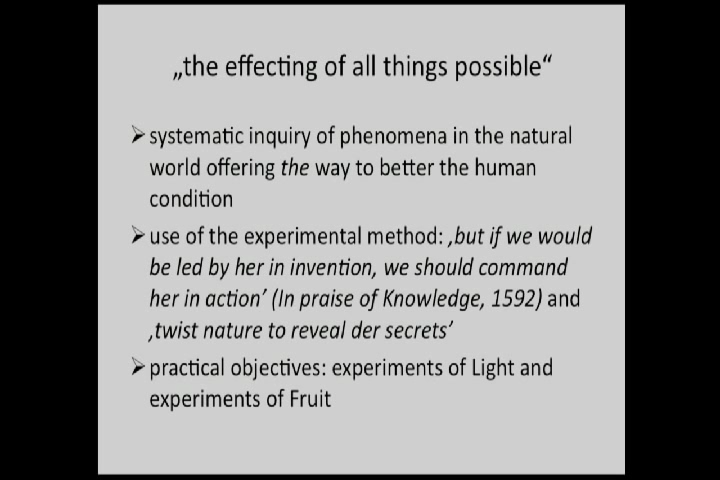 „the effecting of all things possible“
➢ systematic inquiry of phenomena in the natural
world offering the way to better the human
condition
➢ use of the experimental method: ‚but if we would
be led by her in invention, we should command
her in action’ (In praise of Knowledge, 1592) and
‚twist nature to reveal der secrets’
➢ practical objectives: experiments of Light and
experiments of Fruit